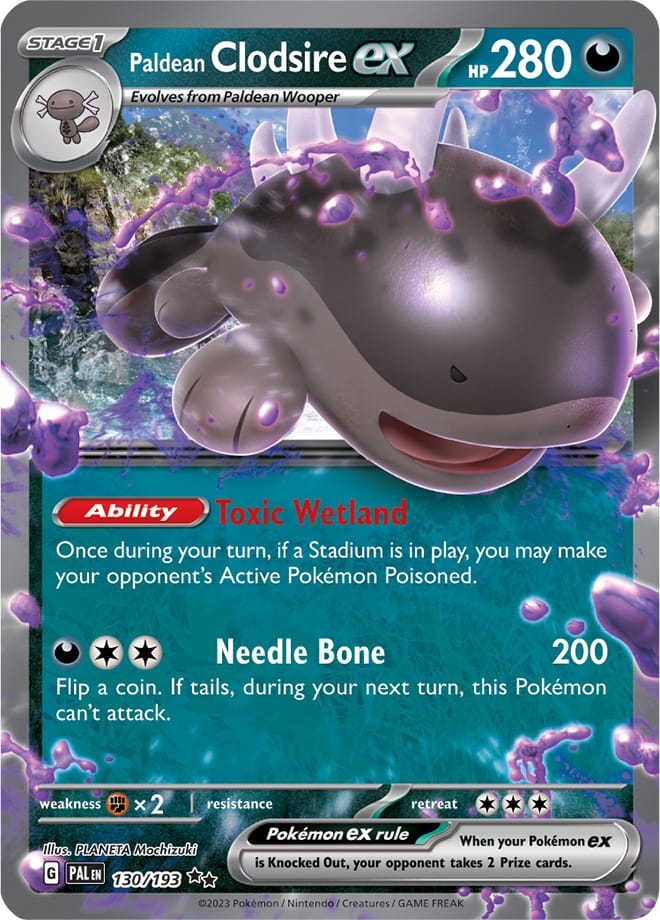 STAGE 1
Paldean Clodsire ex HP 280
Evolves from Paldean Wooper
Ability Toxic Wetland
Once during your turn, if a Stadium is in play, you may make
your opponent's Active Pokémon Poisoned.
Needle Bone 200
Flip a coin. If tails, during your next turn, this Pokémon
can't attack.
weakness ×2 resistance retreat
Illus. PLANETA Mochizuki
Pokémon ex rule When your Pokémon ex
is Knocked Out, your opponent takes 2 Prize cards.
G PAL EN 130/193 ★★
©2023 Pokémon / Nintendo / Creatures / GAME FREAK